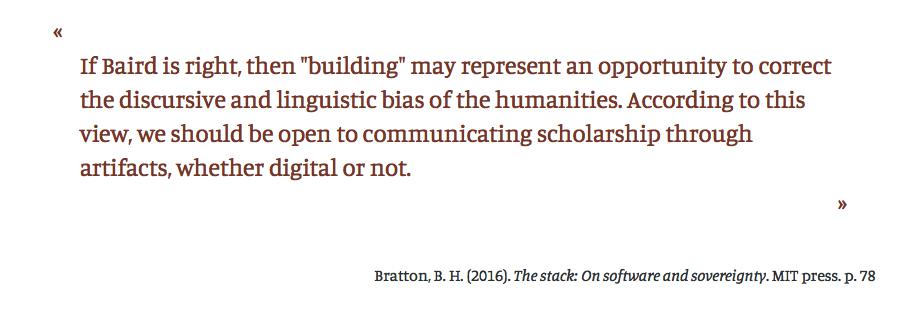 «
If Baird is right, then "building" may represent an opportunity to correct
the discursive and linguistic bias of the humanities. According to this
view, we should be open to communicating scholarship through
artifacts, whether digital or not.
»
Bratton, B. H. (2016). The stack: On software and sovereignty. MIT press. p. 78